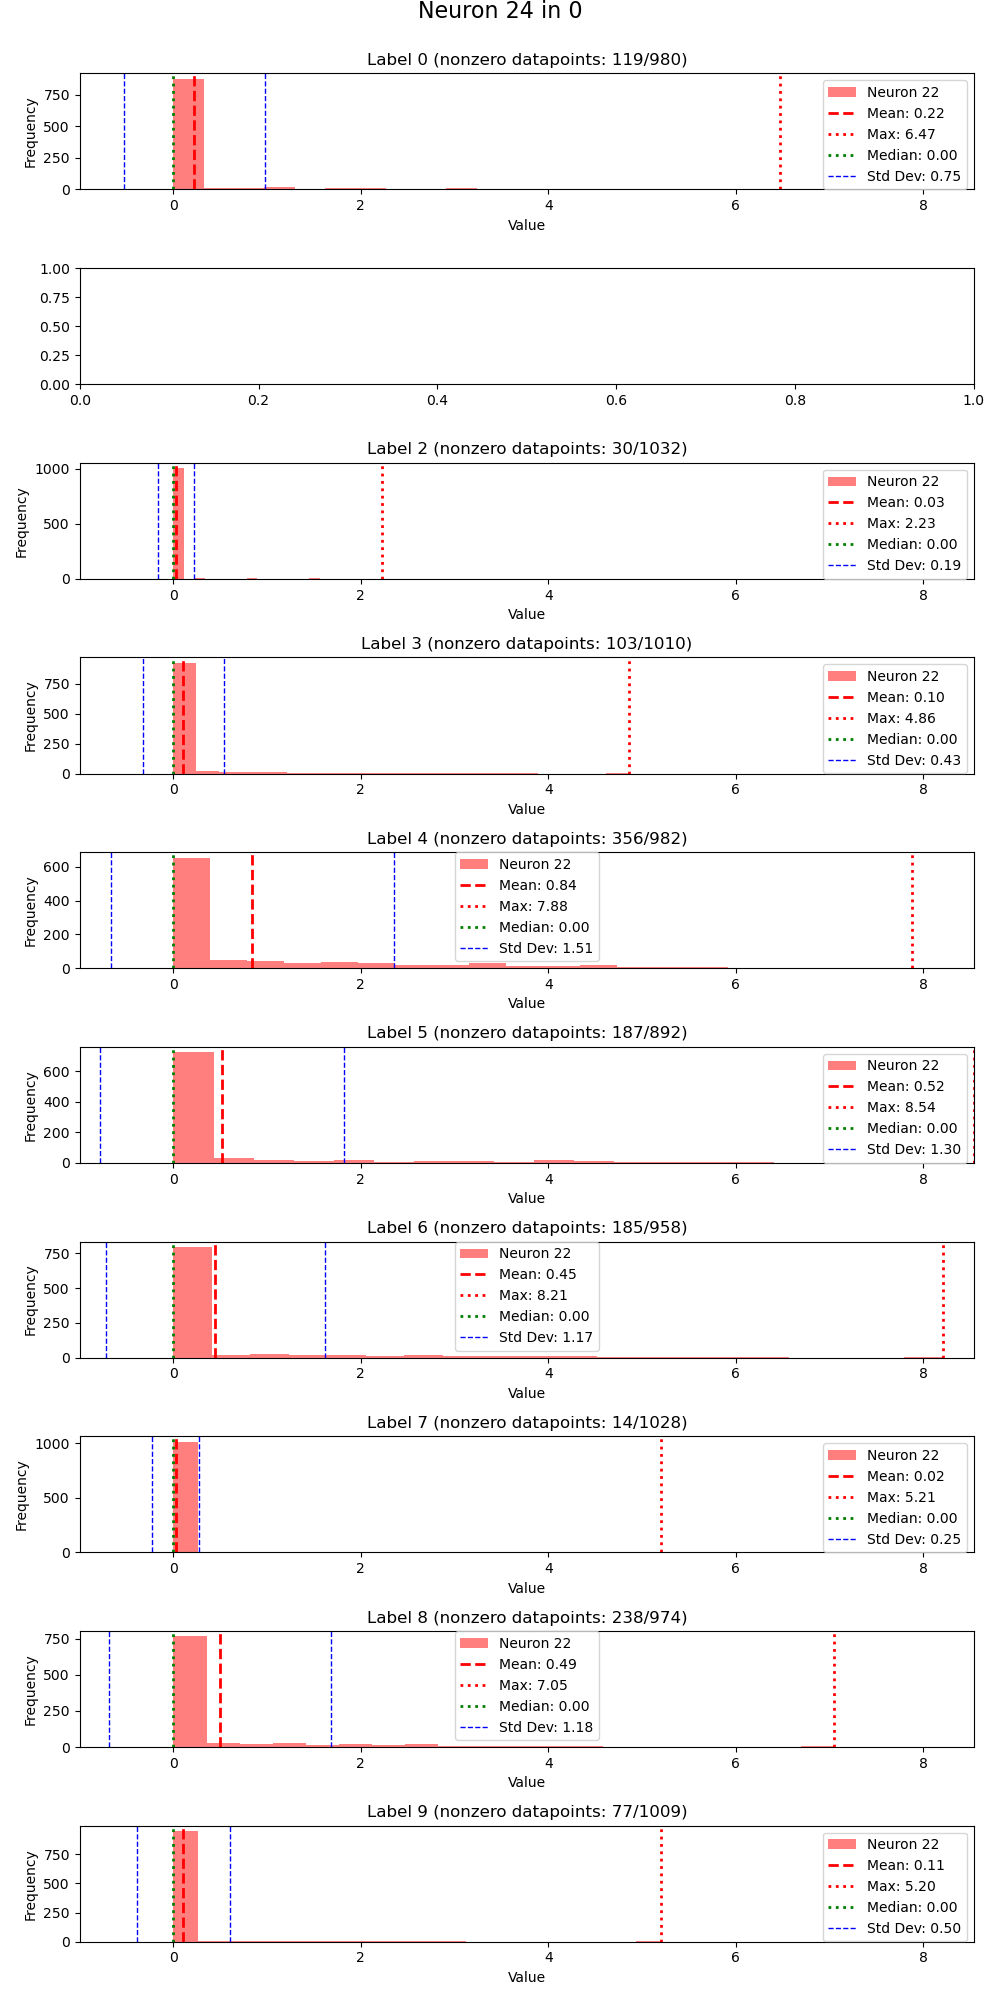 Neuron 24 in 0
Label 0 (nonzero datapoints: 119/980)
Frequency
750
500
250
0
Neuron 22
Mean: 0.22
Max: 6.47
Median: 0.00
Std Dev: 0.75
0 2 4 6 8
Value
1.00
0.75
0.50
0.25
0.00
0.0 0.2 0.4 0.6 0.8 1.0
Label 2 (nonzero datapoints: 30/1032)
Frequency
1000
500
0
Neuron 22
Mean: 0.03
Max: 2.23
Median: 0.00
Std Dev: 0.19
0 2 4 6 8
Value
Label 3 (nonzero datapoints: 103/1010)
Frequency
750
500
250
0
Neuron 22
Mean: 0.10
Max: 4.86
Median: 0.00
Std Dev: 0.43
0 2 4 6 8
Value
Label 4 (nonzero datapoints: 356/982)
Frequency
600
400
200
0
Neuron 22
Mean: 0.84
Max: 7.88
Median: 0.00
Std Dev: 1.51
0 2 4 6 8
Value
Label 5 (nonzero datapoints: 187/892)
Frequency
600
400
200
0
Neuron 22
Mean: 0.52
Max: 8.54
Median: 0.00
Std Dev: 1.30
0 2 4 6 8
Value
Label 6 (nonzero datapoints: 185/958)
Frequency
750
500
250
0
Neuron 22
Mean: 0.45
Max: 8.21
Median: 0.00
Std Dev: 1.17
0 2 4 6 8
Value
Label 7 (nonzero datapoints: 14/1028)
Frequency
1000
500
0
Neuron 22
Mean: 0.02
Max: 5.21
Median: 0.00
Std Dev: 0.25
0 2 4 6 8
Value
Label 8 (nonzero datapoints: 238/974)
Frequency
750
500
250
0
Neuron 22
Mean: 0.49
Max: 7.05
Median: 0.00
Std Dev: 1.18
0 2 4 6 8
Value
Label 9 (nonzero datapoints: 77/1009)
Frequency
750
500
250
0
Neuron 22
Mean: 0.11
Max: 5.20
Median: 0.00
Std Dev: 0.50
0 2 4 6 8
Value